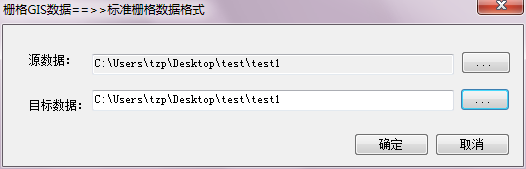 栅格GIS数据==>>标准栅格数据格式
源数据： C:\Users\tzp\Desktop\test\test1 ...
目标数据： C:\Users\tzp\Desktop\test\test1 ...
确定 取消